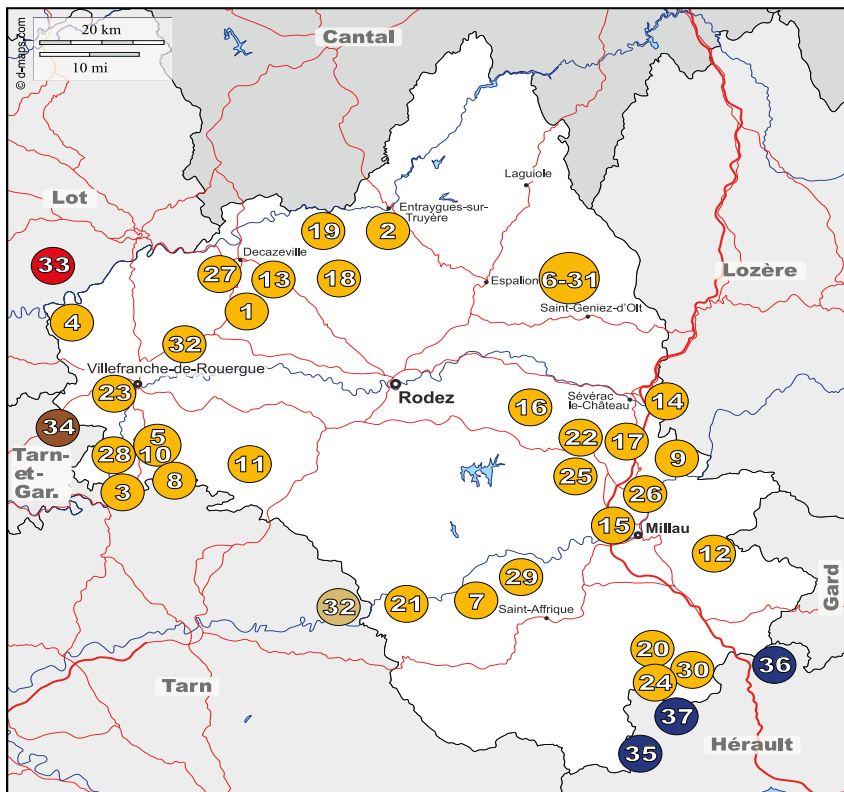 20 km
10 mi
© d-maps.com
Cantal
Laguiole
Lot
Entraygues-sur-
Truyère
19
2
33
Decazeville
27
13
18
Espalion
6-31
Lozère
4
1
Saint-Geniez-d'Olt
32
Villefranche-de-Rouergue
23
Rodez
16
Sévérac
le-Château
14
34
5
10
22
17
28
11
9
Tarn-
et-
Gar.
8
25
3
26
15
Millau
12
29
32
21
7
Saint-Affrique
Gard
20
30
36
24
Tarn
37
35
Hérault